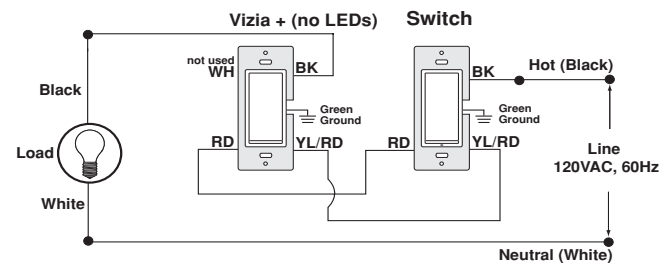 Vizia + (no LEDs)
Switch
not used
WH
BK
BK
Hot (Black)
Black
Green
Ground
Green
Ground
Load
RD
YL/RD
RD
YL/RD
Line
120VAC, 60Hz
White
Neutral (White)